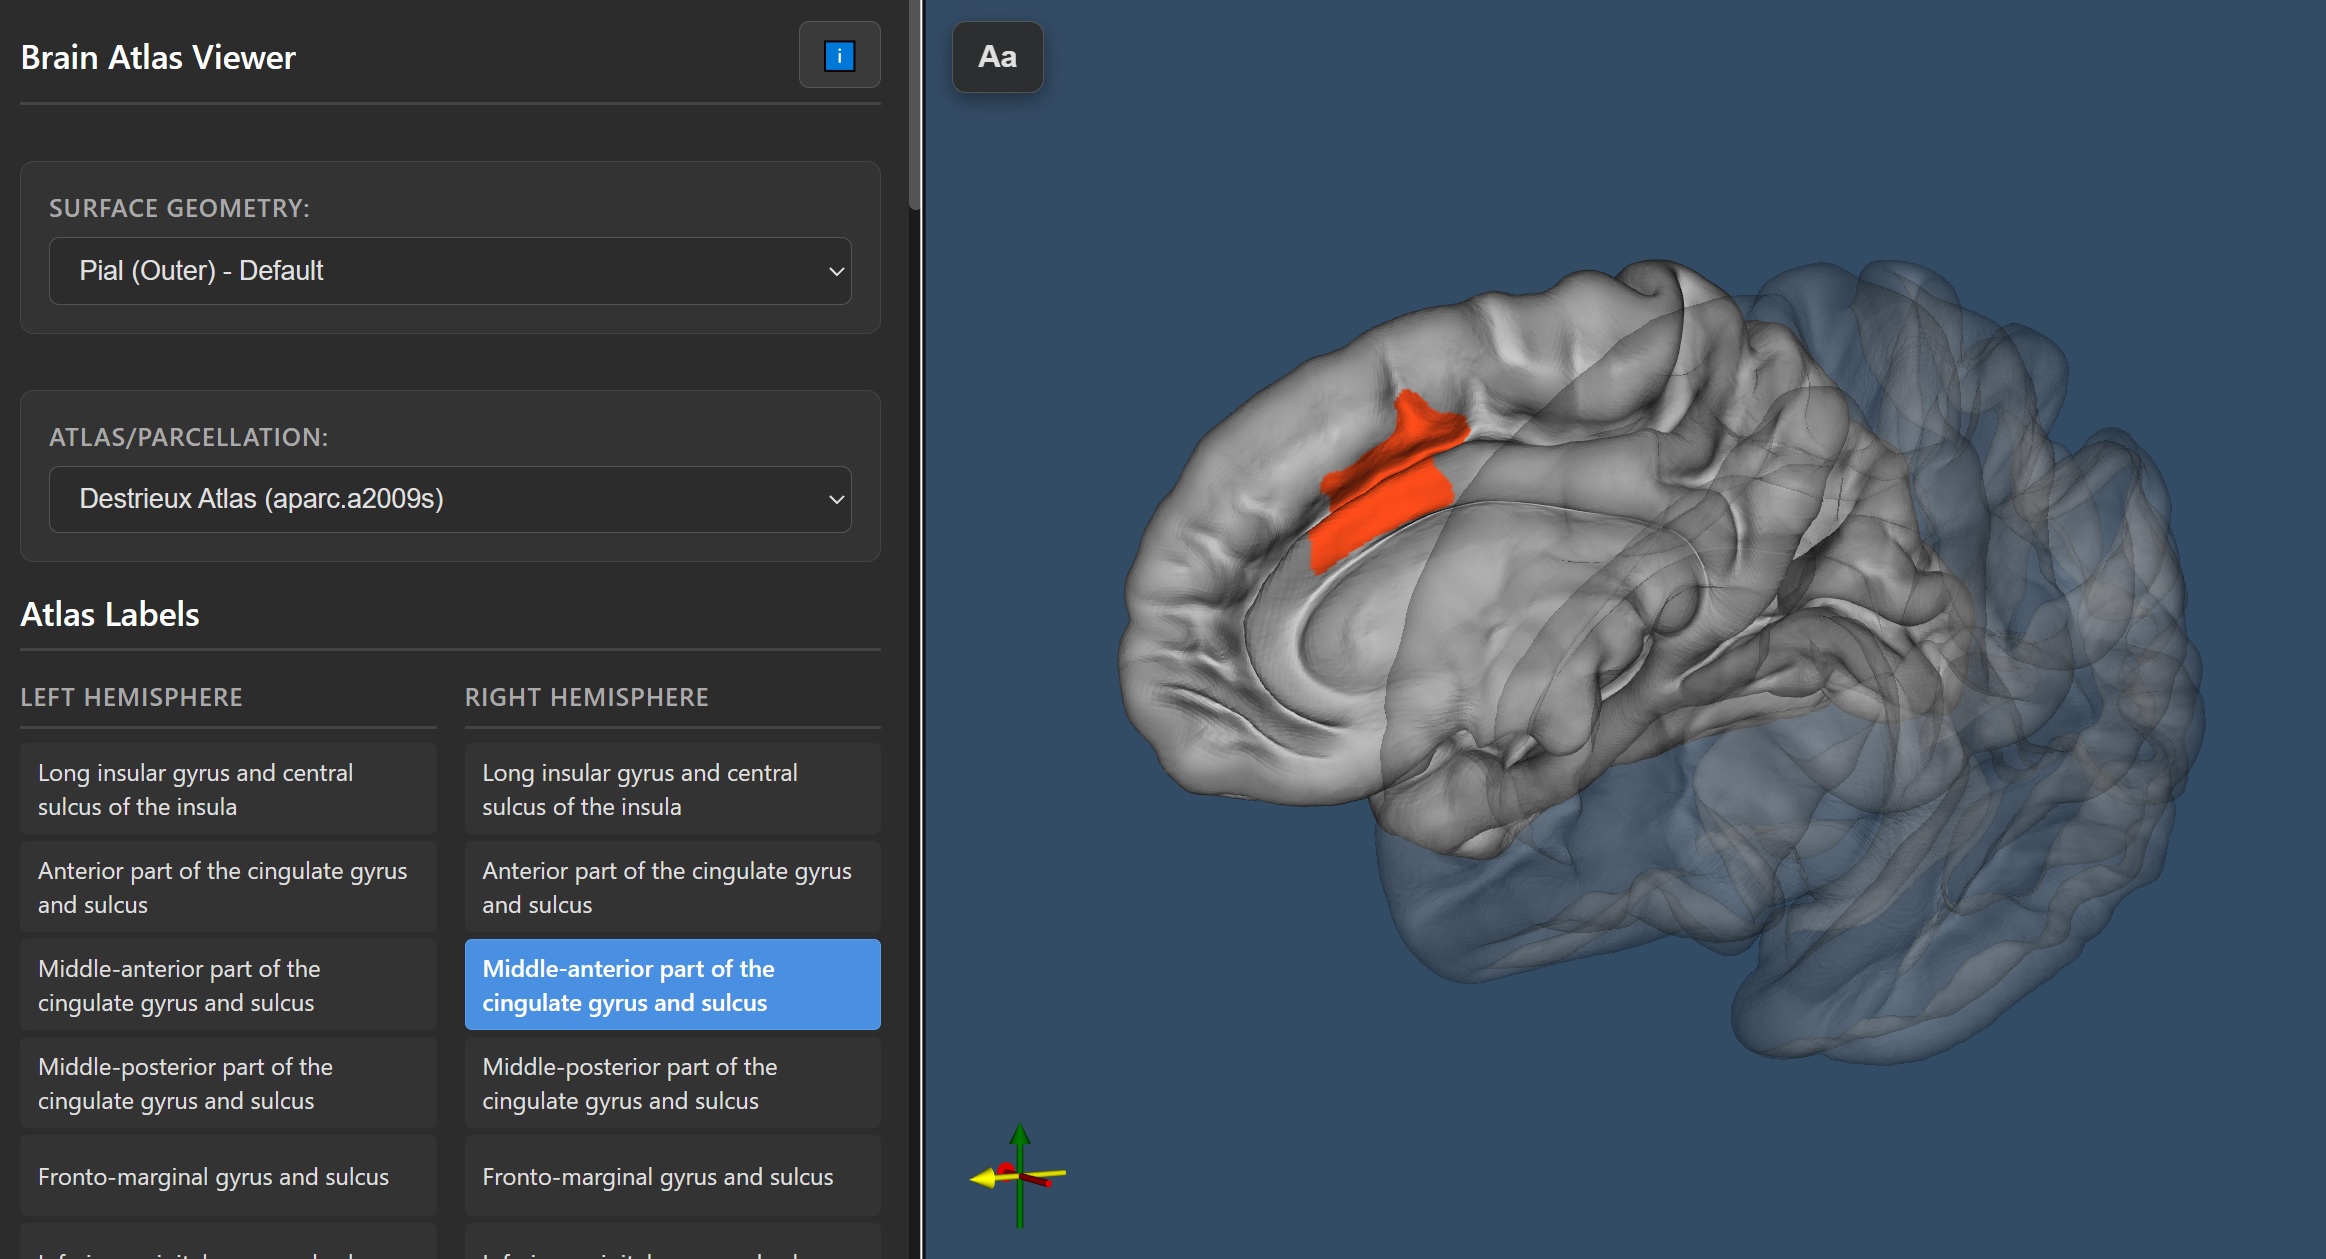 Brain Atlas Viewer
i
SURFACE GEOMETRY:
Pial (Outer) - Default
ATLAS/PARCELLATION:
Destrieux Atlas (aparc.a2009s)
Atlas Labels
LEFT HEMISPHERE
Long insular gyrus and central
sulcus of the insula
Anterior part of the cingulate gyrus
and sulcus
Middle-anterior part of the
cingulate gyrus and sulcus
Middle-posterior part of the
cingulate gyrus and sulcus
Fronto-marginal gyrus and sulcus
RIGHT HEMISPHERE
Long insular gyrus and central
sulcus of the insula
Anterior part of the cingulate gyrus
and sulcus
Middle-anterior part of the
cingulate gyrus and sulcus
Middle-posterior part of the
cingulate gyrus and sulcus
Fronto-marginal gyrus and sulcus
Aa